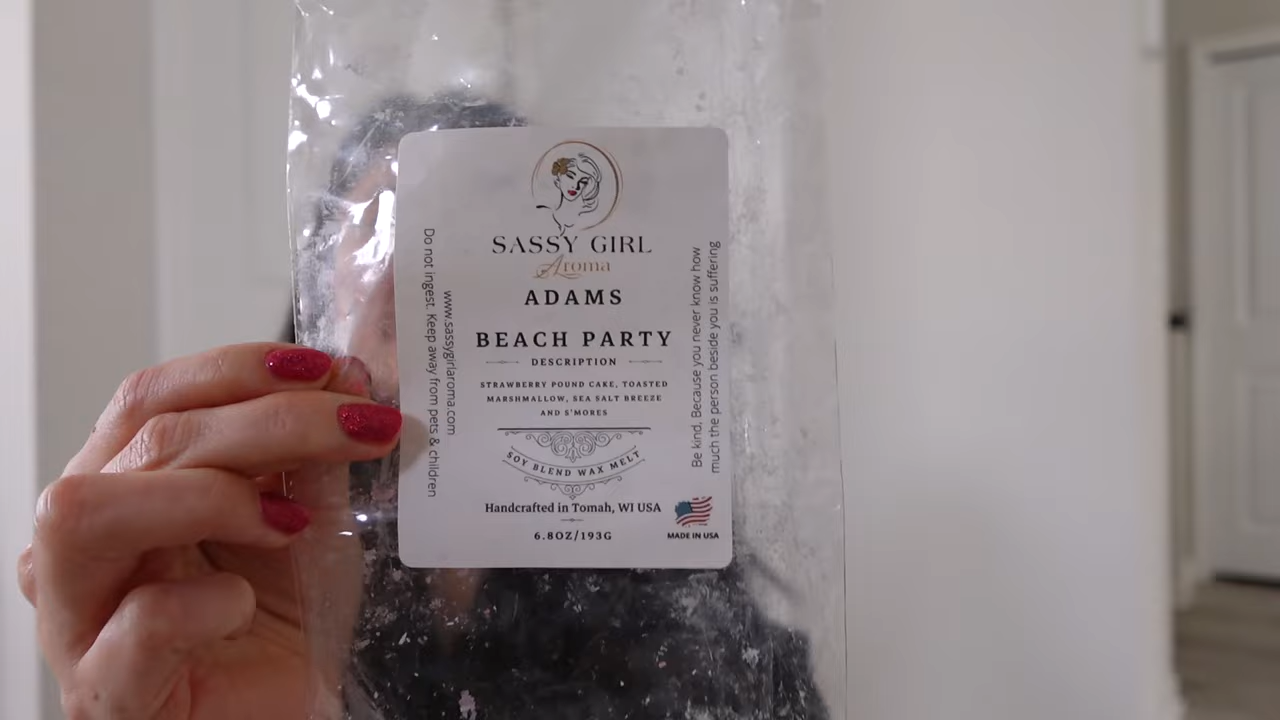 SASSY GIRL
Aroma
ADAMS
BEACH PARTY
DESCRIPTION
STRAWBERRY POUND CAKE, TOASTED
MARSHMALLOW, SEA SALT BREEZE
AND S'MORES
SOY BLEND WAX MELT
Handcrafted in Tomah, WI USA
6.8OZ/193G
MADE IN USA
Do not ingest. Keep away from pets & children
www.sassygirlaroma.com
Be kind. Because you never know how
much the person beside you is suffering